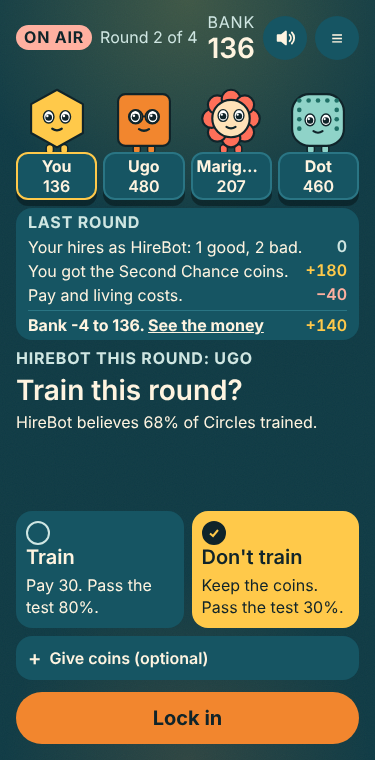 ON AIR Round 2 of 4 BANK 136 ≡
You 136
Ugo 480
Marig... 207
Dot 460
LAST ROUND
Your hires as HireBot: 1 good, 2 bad. 0
You got the Second Chance coins. +180
Pay and living costs. −40
Bank -4 to 136. See the money +140
HIREBOT THIS ROUND: UGO
Train this round?
HireBot believes 68% of Circles trained.
Train
Pay 30. Pass the
test 80%.
Don't train
Keep the coins.
Pass the test 30%.
+ Give coins (optional)
Lock in